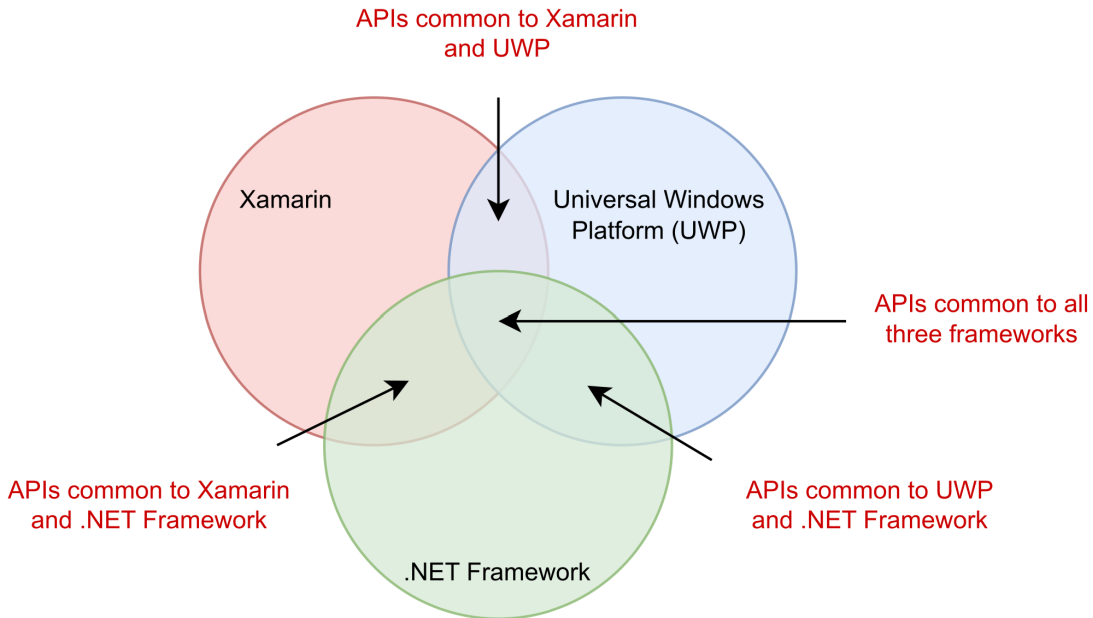 APIs common to Xamarin
and UWP
Xamarin
Universal Windows
Platform (UWP)
APIs common to all
three frameworks
APIs common to Xamarin
and .NET Framework
APIs common to UWP
and .NET Framework
.NET Framework